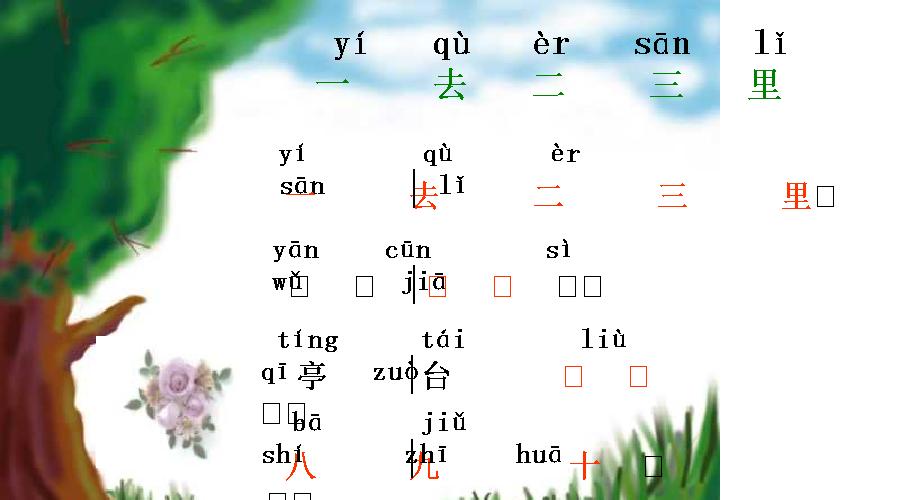 yí qù èr sān lǐ
一 去 二 三 里
yí qù èr
sān lǐ
一 去 二 三 里
yān cūn sì
wǔ jiā
tíng tái liù
qī zuò
亭 台
bā jiǔ
shí zhī huā
八 九 十